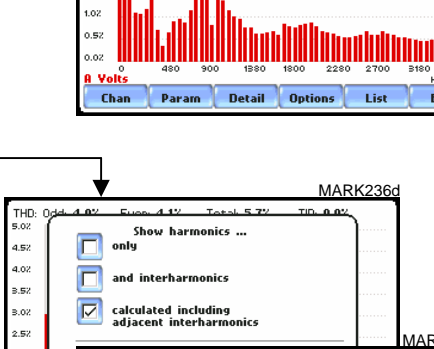 1.0%
0.5%
0.0%
0 480 900 1380 1800 2280 2700 3180
A Volts
Chan Param Detail Options List
MARK236d
THD: Odd: 4.0% Even: 4.1% Total: 5.7% TID: 0.0%
5.0%
Show harmonics ...
4.5%
only
4.0%
and interharmonics
3.5%
3.0%
calculated including
adjacent interharmonics
2.5%
MAR